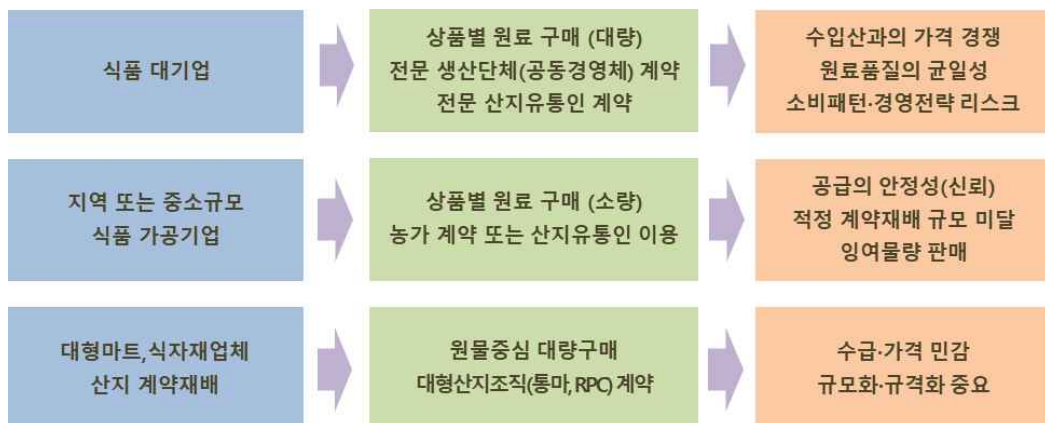 식품 대기업
상품별 원료 구매 (대량)
전문 생산단체(공동경영체) 계약
전문 산지유통인 계약
수입산과의 가격 경쟁
원료품질의 균일성
소비패턴·경영전략 리스크
지역 또는 중소규모
식품 가공기업
상품별 원료 구매 (소량)
농가 계약 또는 산지유통인 이용
공급의 안정성(신뢰)
적정 계약재배 규모 미달
잉여물량 판매
대형마트,식자재업체
산지 계약재배
원물중심 대량구매
대형산지조직(통마, RPC) 계약
수급·가격 민감
규모화·규격화 중요